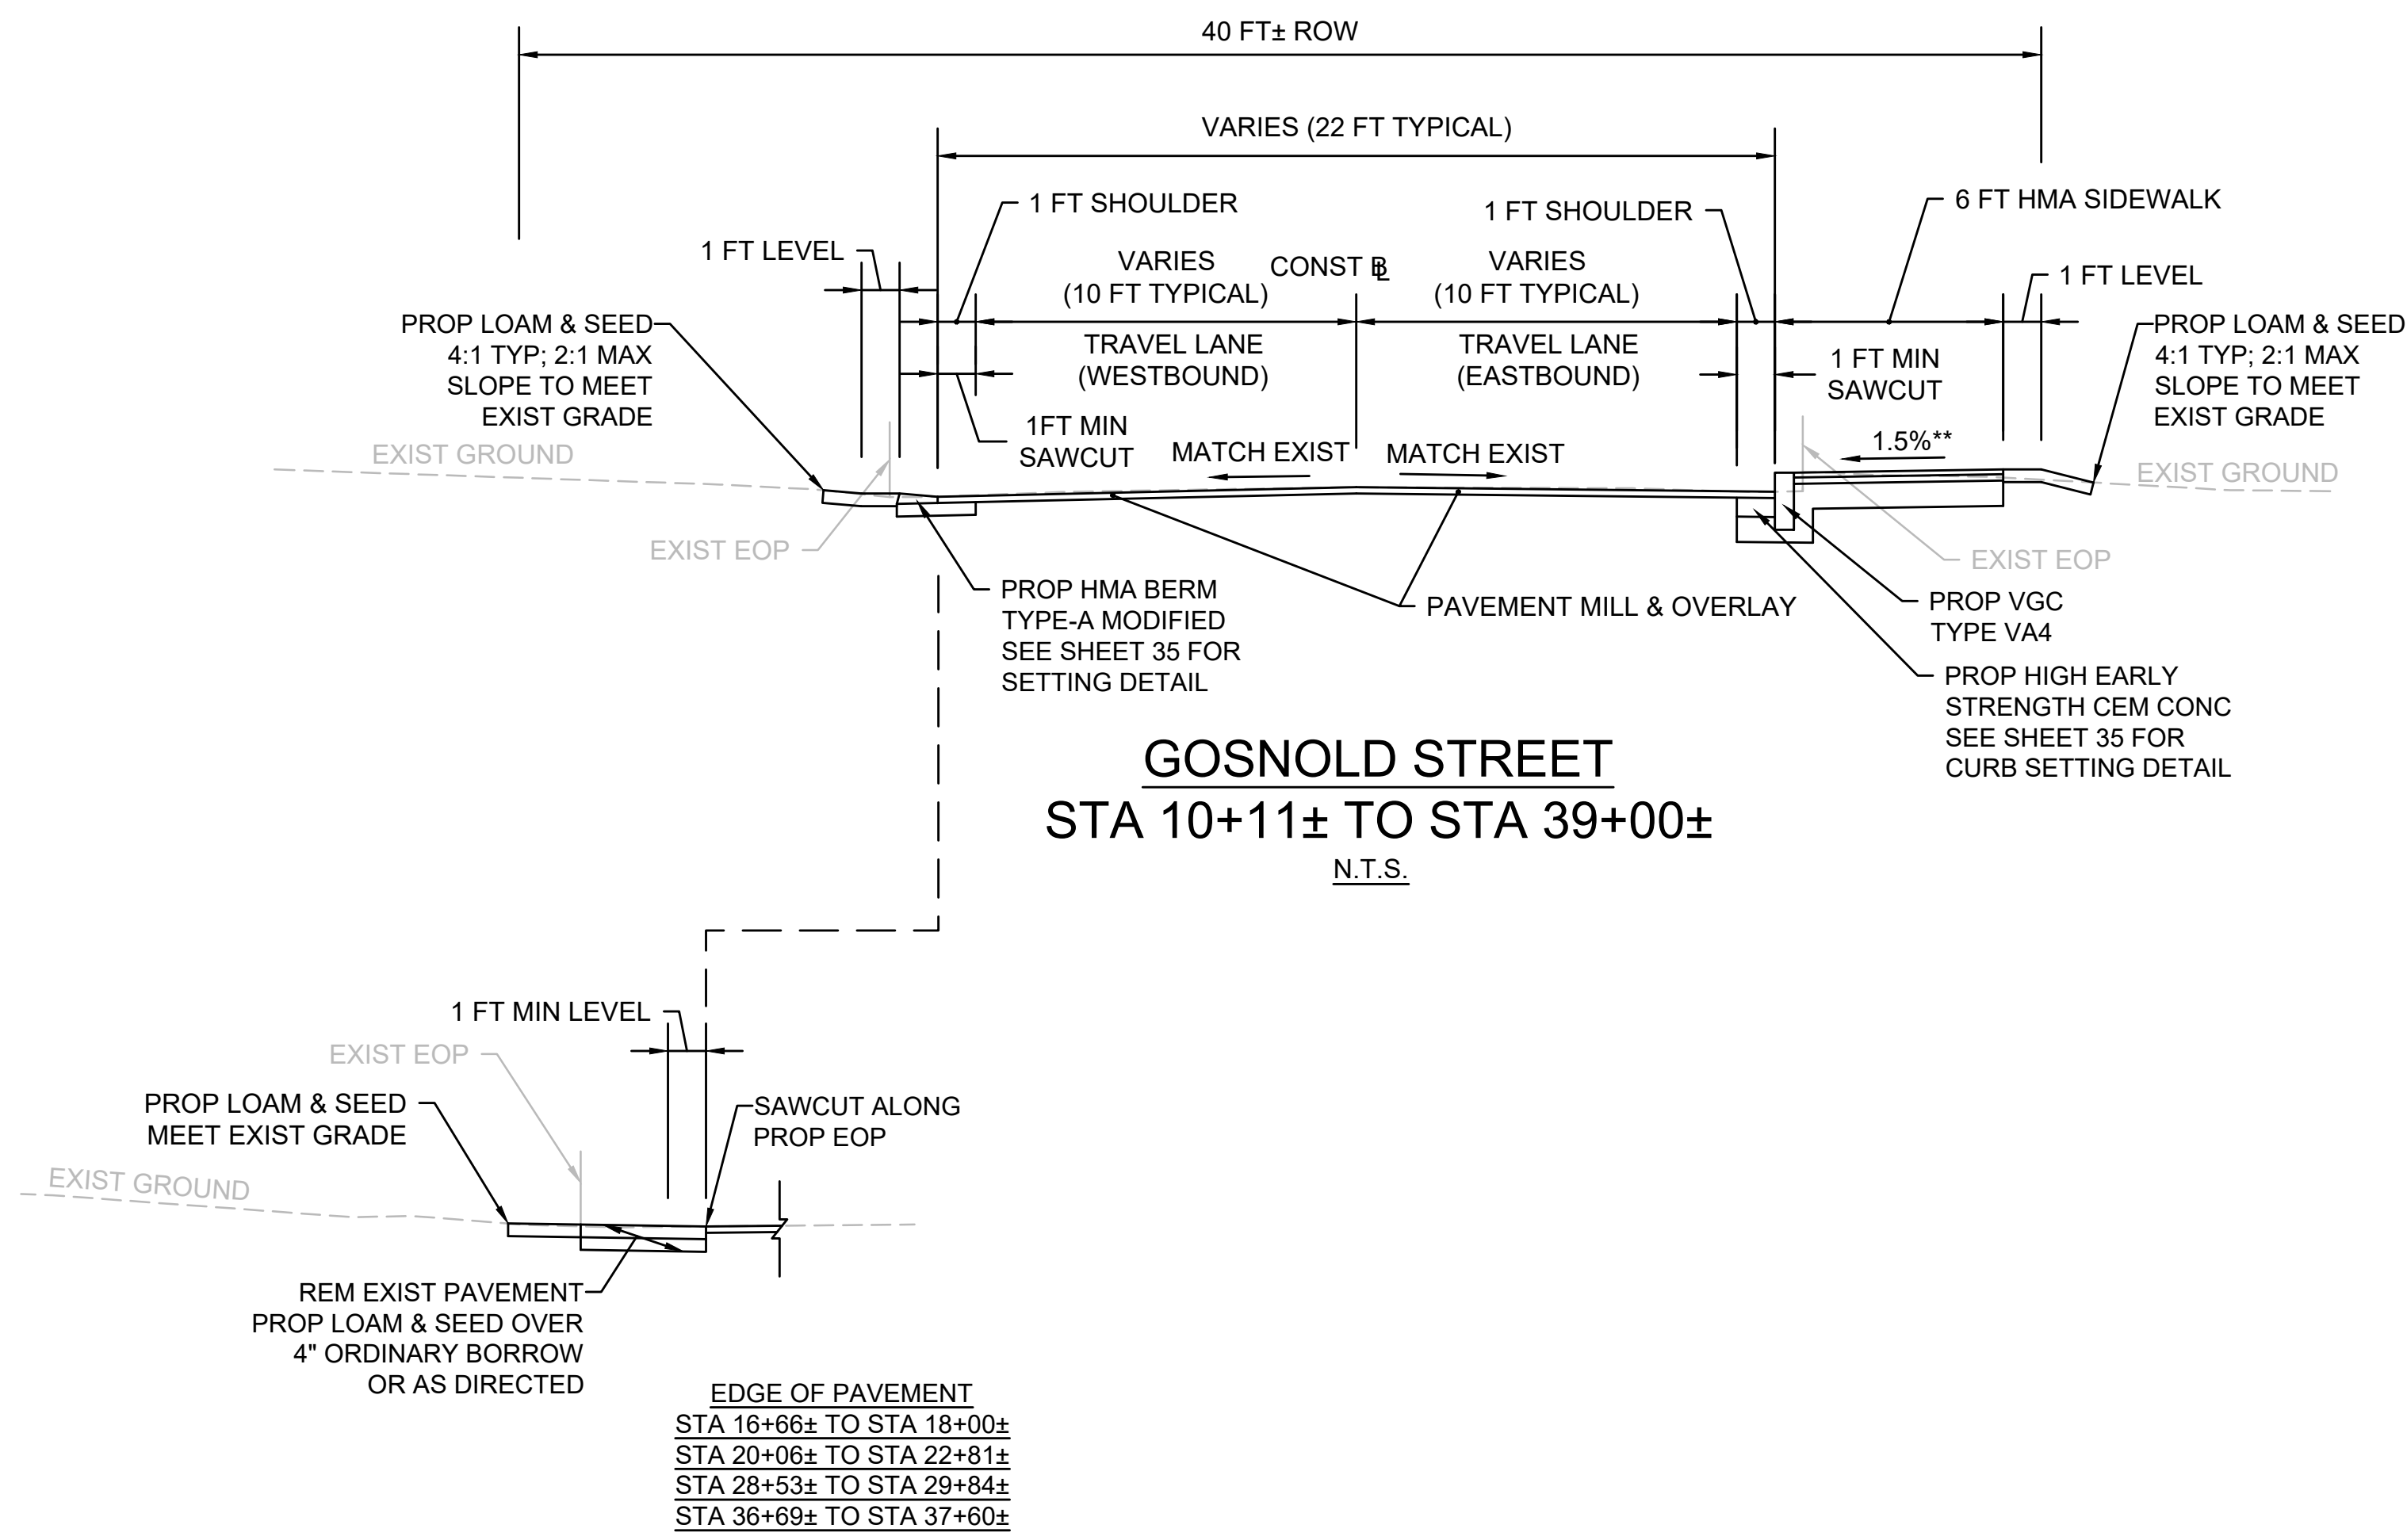 40 FT± ROW
VARIES (22 FT TYPICAL)
1 FT SHOULDER
1 FT SHOULDER
6 FT HMA SIDEWALK
1 FT LEVEL
VARIES
(10 FT TYPICAL)
CONST BL
VARIES
(10 FT TYPICAL)
1 FT LEVEL
PROP LOAM & SEED
4:1 TYP; 2:1 MAX
SLOPE TO MEET
EXIST GRADE
TRAVEL LANE
(WESTBOUND)
TRAVEL LANE
(EASTBOUND)
1 FT MIN
SAWCUT
PROP LOAM & SEED
4:1 TYP; 2:1 MAX
SLOPE TO MEET
EXIST GRADE
1FT MIN
SAWCUT
MATCH EXIST
MATCH EXIST
1.5%**
EXIST GROUND
EXIST GROUND
EXIST EOP
EXIST EOP
PROP HMA BERM
TYPE-A MODIFIED
SEE SHEET 35 FOR
SETTING DETAIL
PAVEMENT MILL & OVERLAY
PROP VGC
TYPE VA4
PROP HIGH EARLY
STRENGTH CEM CONC
SEE SHEET 35 FOR
CURB SETTING DETAIL
GOSNOLD STREET
STA 10+11± TO STA 39+00±
N.T.S.
1 FT MIN LEVEL
EXIST EOP
PROP LOAM & SEED
MEET EXIST GRADE
SAWCUT ALONG
PROP EOP
EXIST GROUND
REM EXIST PAVEMENT
PROP LOAM & SEED OVER
4" ORDINARY BORROW
OR AS DIRECTED
EDGE OF PAVEMENT
STA 16+66± TO STA 18+00±
STA 20+06± TO STA 22+81±
STA 28+53± TO STA 29+84±
STA 36+69± TO STA 37+60±